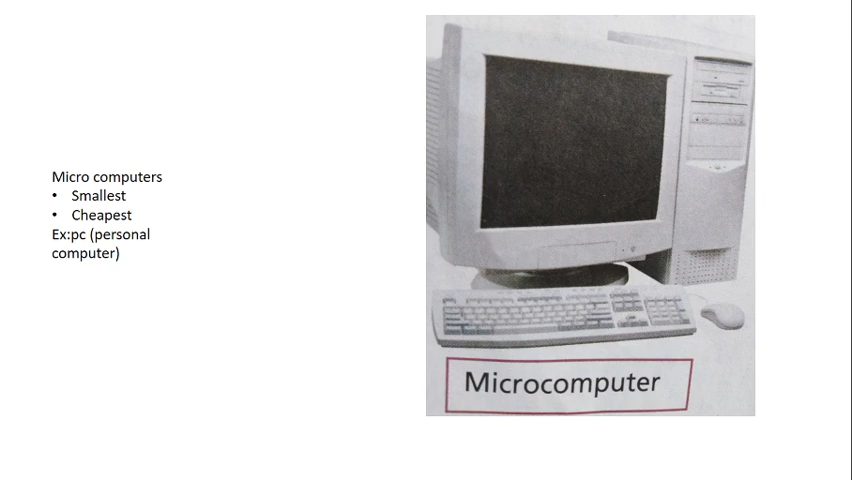 Micro computers
• Smallest
• Cheapest
Ex:pc (personal
computer)
Microcomputer